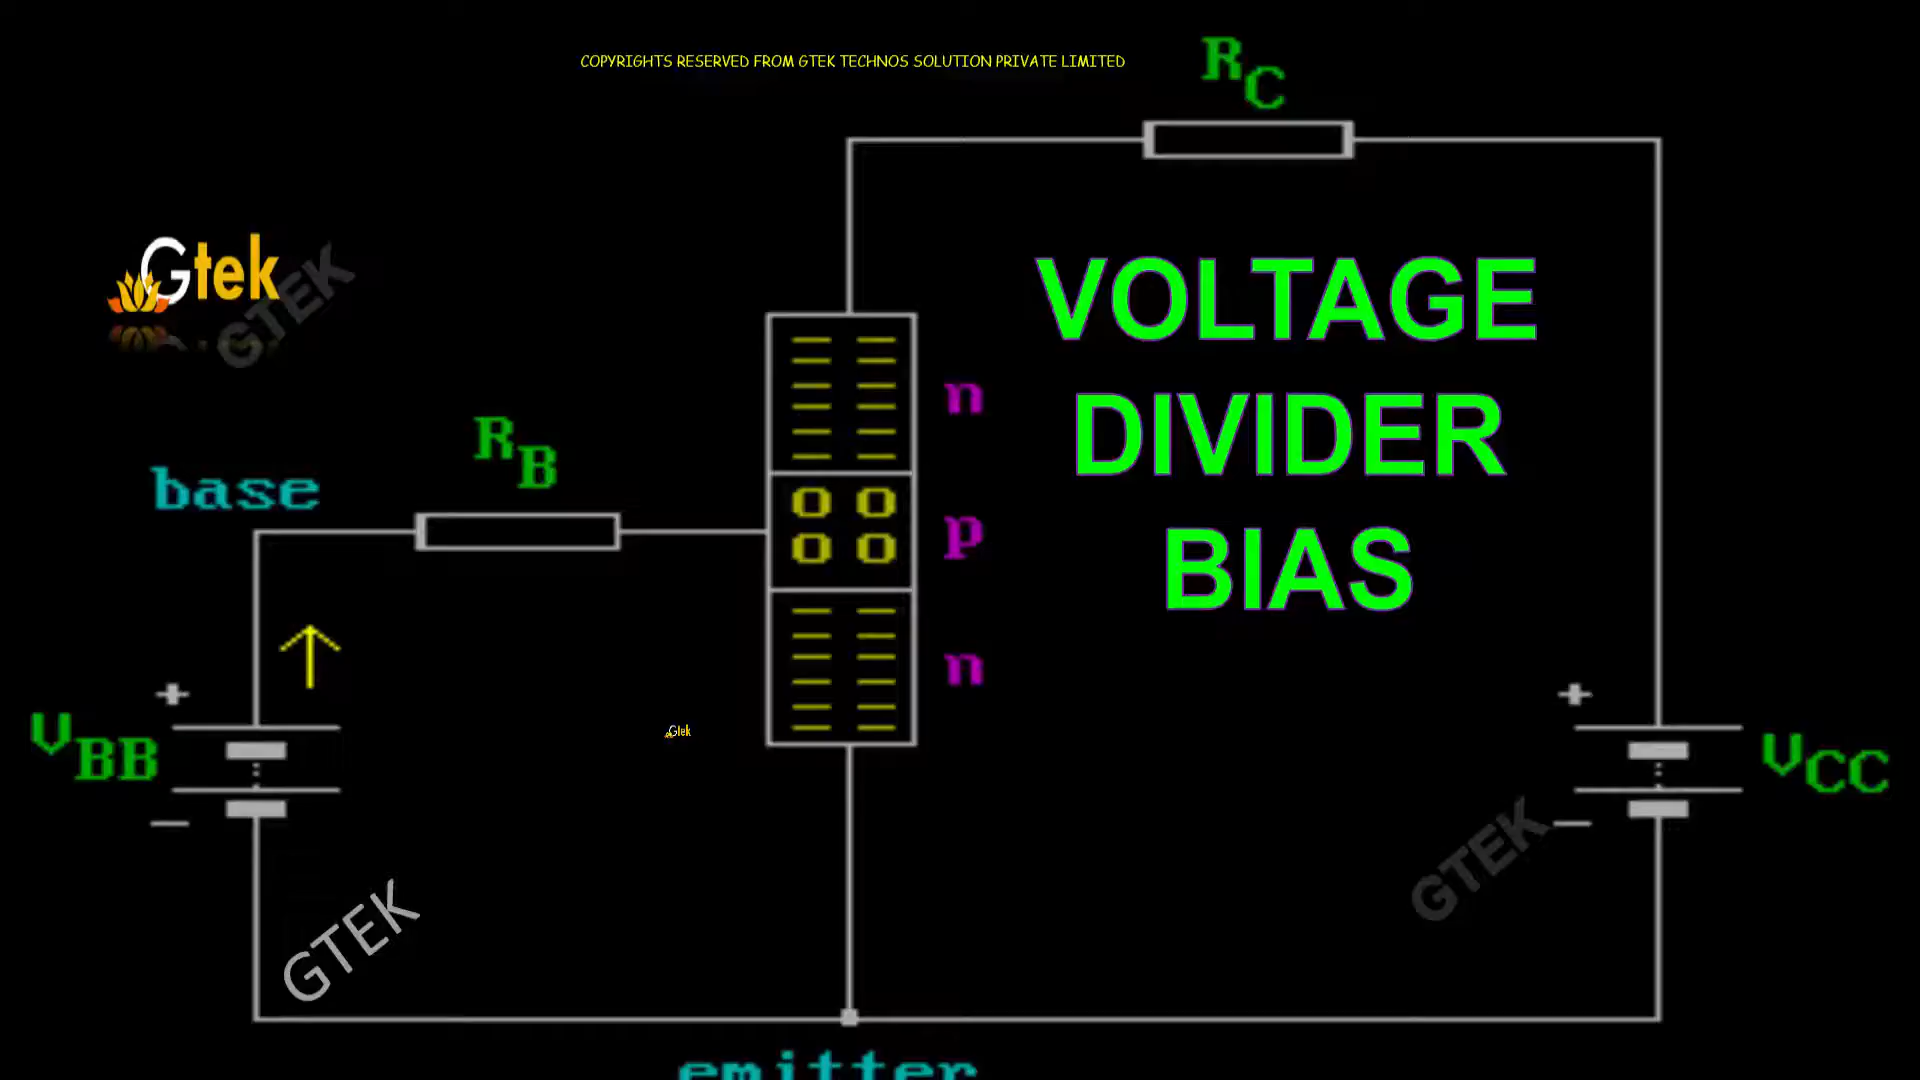 COPYRIGHTS RESERVED FROM GTEK TECHNOS SOLUTION PRIVATE LIMITED
RC
Gtek
GTEK
VOLTAGE
DIVIDER
BIAS
n
RB
base
O O
O O
p
n
+
+
Gtek
VBB
VCC
GTEK
GTEK
emitter